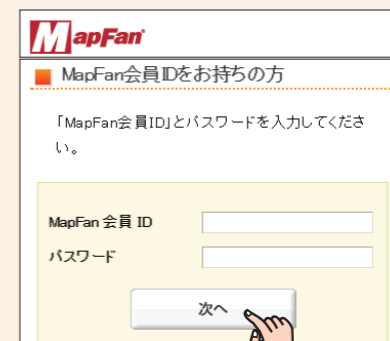 MapFan
MapFan会員IDをお持ちの方
「MapFan会員ID」とパスワードを入力してくださ
い。
MapFan 会員 ID
パスワード
次へ